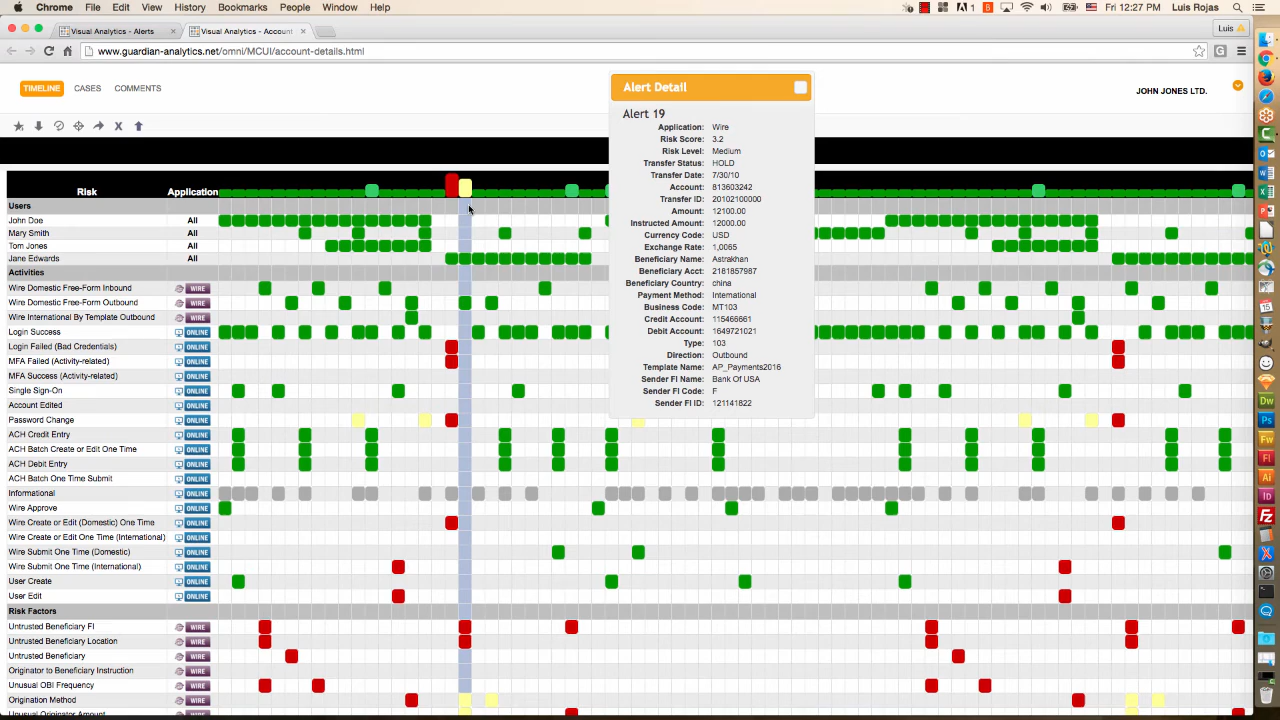 Chrome File Edit View History Bookmarks People Window Help 1 8 Fri 12:27 PM Luis Rojas
Visual Analytics - Alerts × Visual Analytics - Account × Luis
www.guardian-analytics.net/omni/MCUI/account-details.html
TIMELINE CASES COMMENTS JOHN JONES LTD.
Alert Detail
Alert 19
Application: Wire
Risk Score: 3.2
Risk Level: Medium
Transfer Status: HOLD
Transfer Date: 7/30/10
Account: 813603242
Transfer ID: 20102100000
Amount: 12100.00
Instructed Amount: 12000.00
Currency Code: USD
Exchange Rate: 1,0065
Beneficiary Name: Astrakhan
Beneficiary Acct: 2181857987
Beneficiary Country: china
Payment Method: International
Business Code: MT103
Credit Account: 115466661
Debit Account: 1649721021
Type: 103
Direction: Outbound
Template Name: AP_Payments2016
Sender FI Name: Bank Of USA
Sender FI Code: F
Sender FI ID: 121141822
Risk Application
Users
John Doe All
Mary Smith All
Tom Jones All
Jane Edwards All
Activities
Wire Domestic Free-Form Inbound WIRE
Wire Domestic Free-Form Outbound WIRE
Wire International By Template Outbound WIRE
Login Success ONLINE
Login Failed (Bad Credentials) ONLINE
MFA Failed (Activity-related) ONLINE
MFA Success (Activity-related) ONLINE
Single Sign-On ONLINE
Account Edited ONLINE
Password Change ONLINE
ACH Credit Entry ONLINE
ACH Batch Create or Edit One Time ONLINE
ACH Debit Entry ONLINE
ACH Batch One Time Submit ONLINE
Informational ONLINE
Wire Approve ONLINE
Wire Create or Edit (Domestic) One Time ONLINE
Wire Create or Edit One Time (International) ONLINE
Wire Submit One Time (Domestic) ONLINE
Wire Submit One Time (International) ONLINE
User Create ONLINE
User Edit ONLINE
Risk Factors
Untrusted Beneficiary FI WIRE
Untrusted Beneficiary Location WIRE
Untrusted Beneficiary WIRE
Originator to Beneficiary Instruction WIRE
Unusual OBI Frequency WIRE
Origination Method WIRE
Unusual Originator Amount WIRE